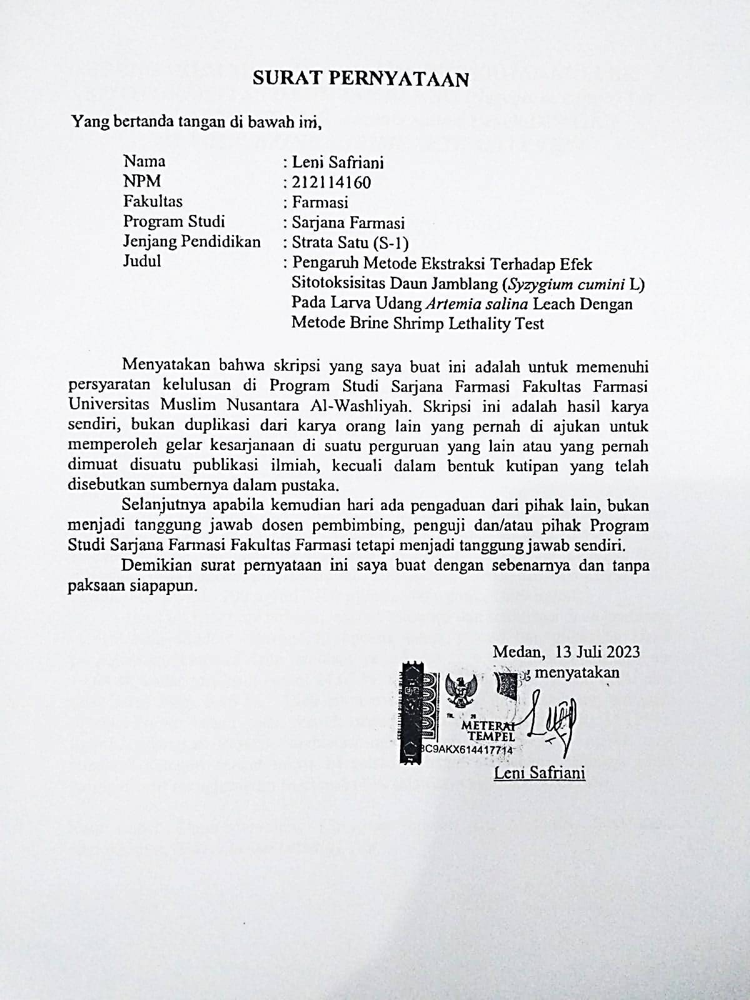 SURAT PERNYATAAN
Yang bertanda tangan di bawah ini,
Nama : Leni Safriani
NPM : 212114160
Fakultas : Farmasi
Program Studi : Sarjana Farmasi
Jenjang Pendidikan : Strata Satu (S-1)
Judul : Pengaruh Metode Ekstraksi Terhadap Efek
Sitotoksisitas Daun Jamblang (Syzygium cumini L)
Pada Larva Udang Artemia salina Leach Dengan
Metode Brine Shrimp Lethality Test
Menyatakan bahwa skripsi yang saya buat ini adalah untuk memenuhi
persyaratan kelulusan di Program Studi Sarjana Farmasi Fakultas Farmasi
Universitas Muslim Nusantara Al-Washliyah. Skripsi ini adalah hasil karya
sendiri, bukan duplikasi dari karya orang lain yang pernah di ajukan untuk
memperoleh gelar kesarjanaan di suatu perguruan yang lain atau yang pernah
dimuat disuatu publikasi ilmiah, kecuali dalam bentuk kutipan yang telah
disebutkan sumbernya dalam pustaka.
Selanjutnya apabila kemudian hari ada pengaduan dari pihak lain, bukan
menjadi tanggung jawab dosen pembimbing, penguji dan/atau pihak Program
Studi Sarjana Farmasi Fakultas Farmasi tetapi menjadi tanggung jawab sendiri.
Demikian surat pernyataan ini saya buat dengan sebenarnya dan tanpa
paksaan siapapun.
Medan, 13 Juli 2023
menyatakan
METERAI
TEMPEL
BC9AKX614417714
Leni Safriani